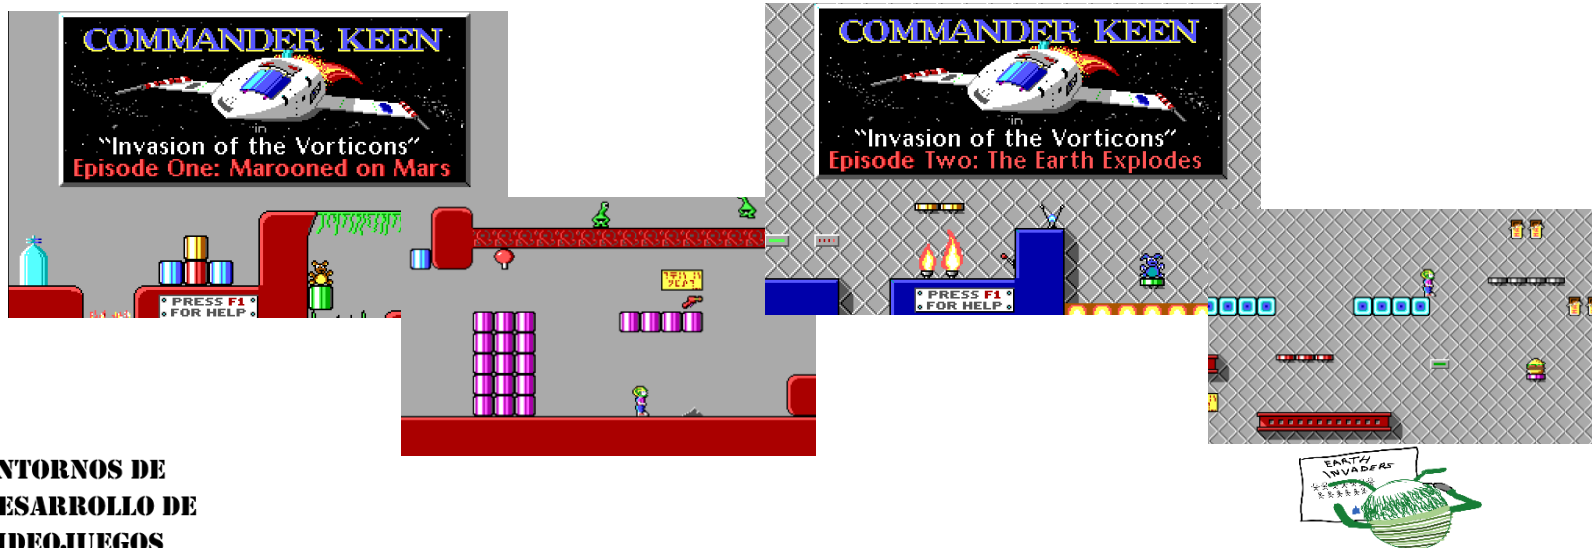 COMMANDER KEEN
in
“Invasion of the Vorticons”
Episode One: Marooned on Mars
PRESS F1
FOR HELP
COMMANDER KEEN
in
“Invasion of the Vorticons”
Episode Two: The Earth Explodes
PRESS F1
FOR HELP
NTORNOS DE
ESARROLLO DE
IDEOJUEGOS
EARTH
INVADERS